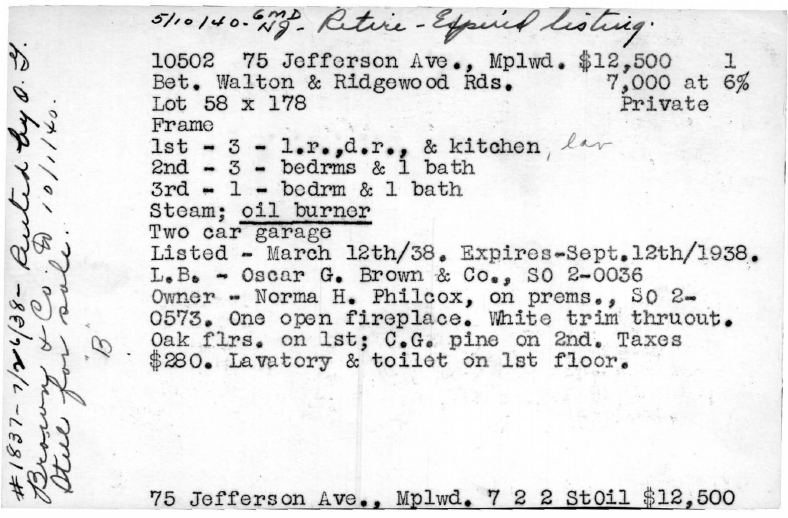 5/10/40-GMD
NJ- Retire - Expired listing.
10502 75 Jefferson Ave., Mplwd. $12,500 1
Bet. Walton & Ridgewood Rds. 7,000 at 6%
Lot 58 x 178 Private
Frame
1st - 3 - l.r.,d.r., & kitchen, lav
2nd - 3 - bedrms & 1 bath
3rd - 1 - bedrm & 1 bath
Steam; oil burner
Two car garage
Listed - March 12th/38. Expires-Sept.12th/1938.
L.B. - Oscar G. Brown & Co., SO 2-0036
Owner - Norma H. Philcox, on prems., SO 2-
0573. One open fireplace. White trim thruout.
Oak flrs. on 1st; C.G. pine on 2nd. Taxes
$280. Lavatory & toilet on 1st floor.
75 Jefferson Ave., Mplwd. 7 2 2 StOil $12,500
#1837-7/26/38- Rented by O.G.
Brown & Co. to 10/1/40.
Still for sale.
"B"